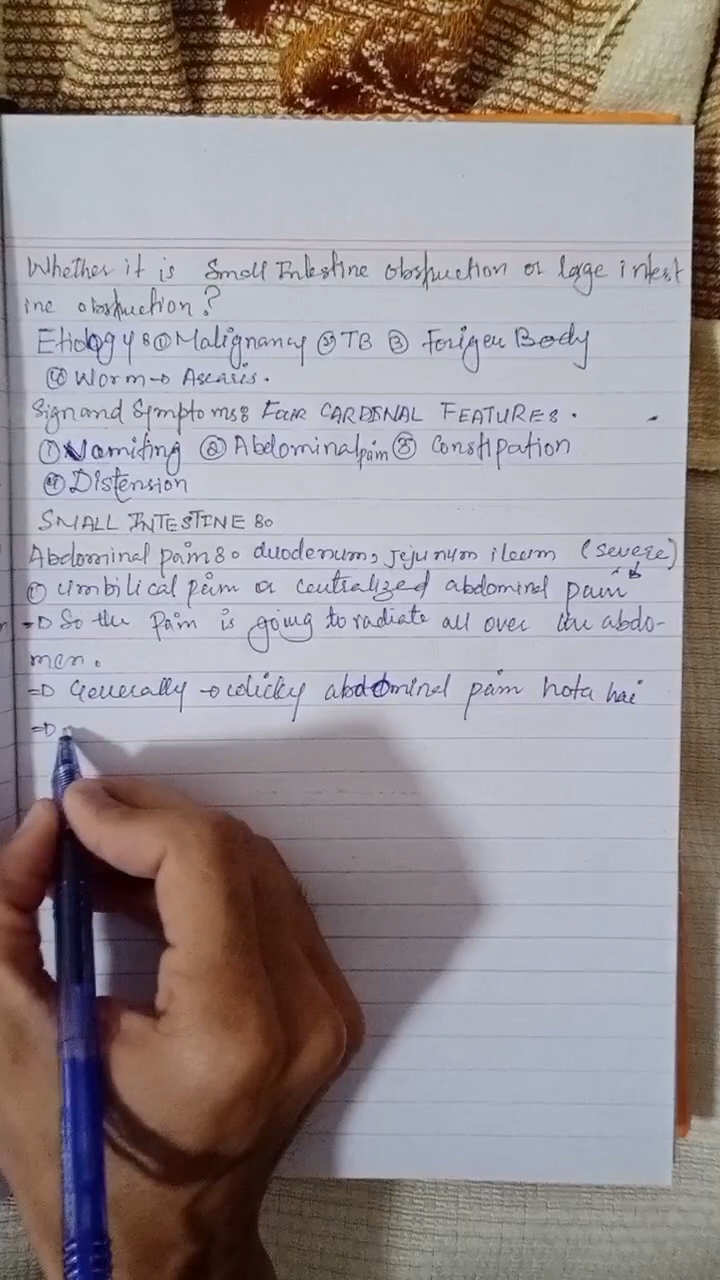 Whether it is Small Intestine obstruction or large intest
ine obstruction?
Etiology: ① Malignancy ② TB ③ Forigen Body
④ Worm → Ascaris.
Sign and Symptoms: FOUR CARDENAL FEATURES.
① Vomiting ② Abdominal pain ③ Constipation
④ Distension
SMALL INTESTINE :-
Abdominal pain :- duodenum, jejunum ileum (severe)
① umbilical pain or centralized abdominal pain
→ So the pain is going to radiate all over the abdo-
men.
⇒ Generally → colicky abdominal pain hota hai
⇒